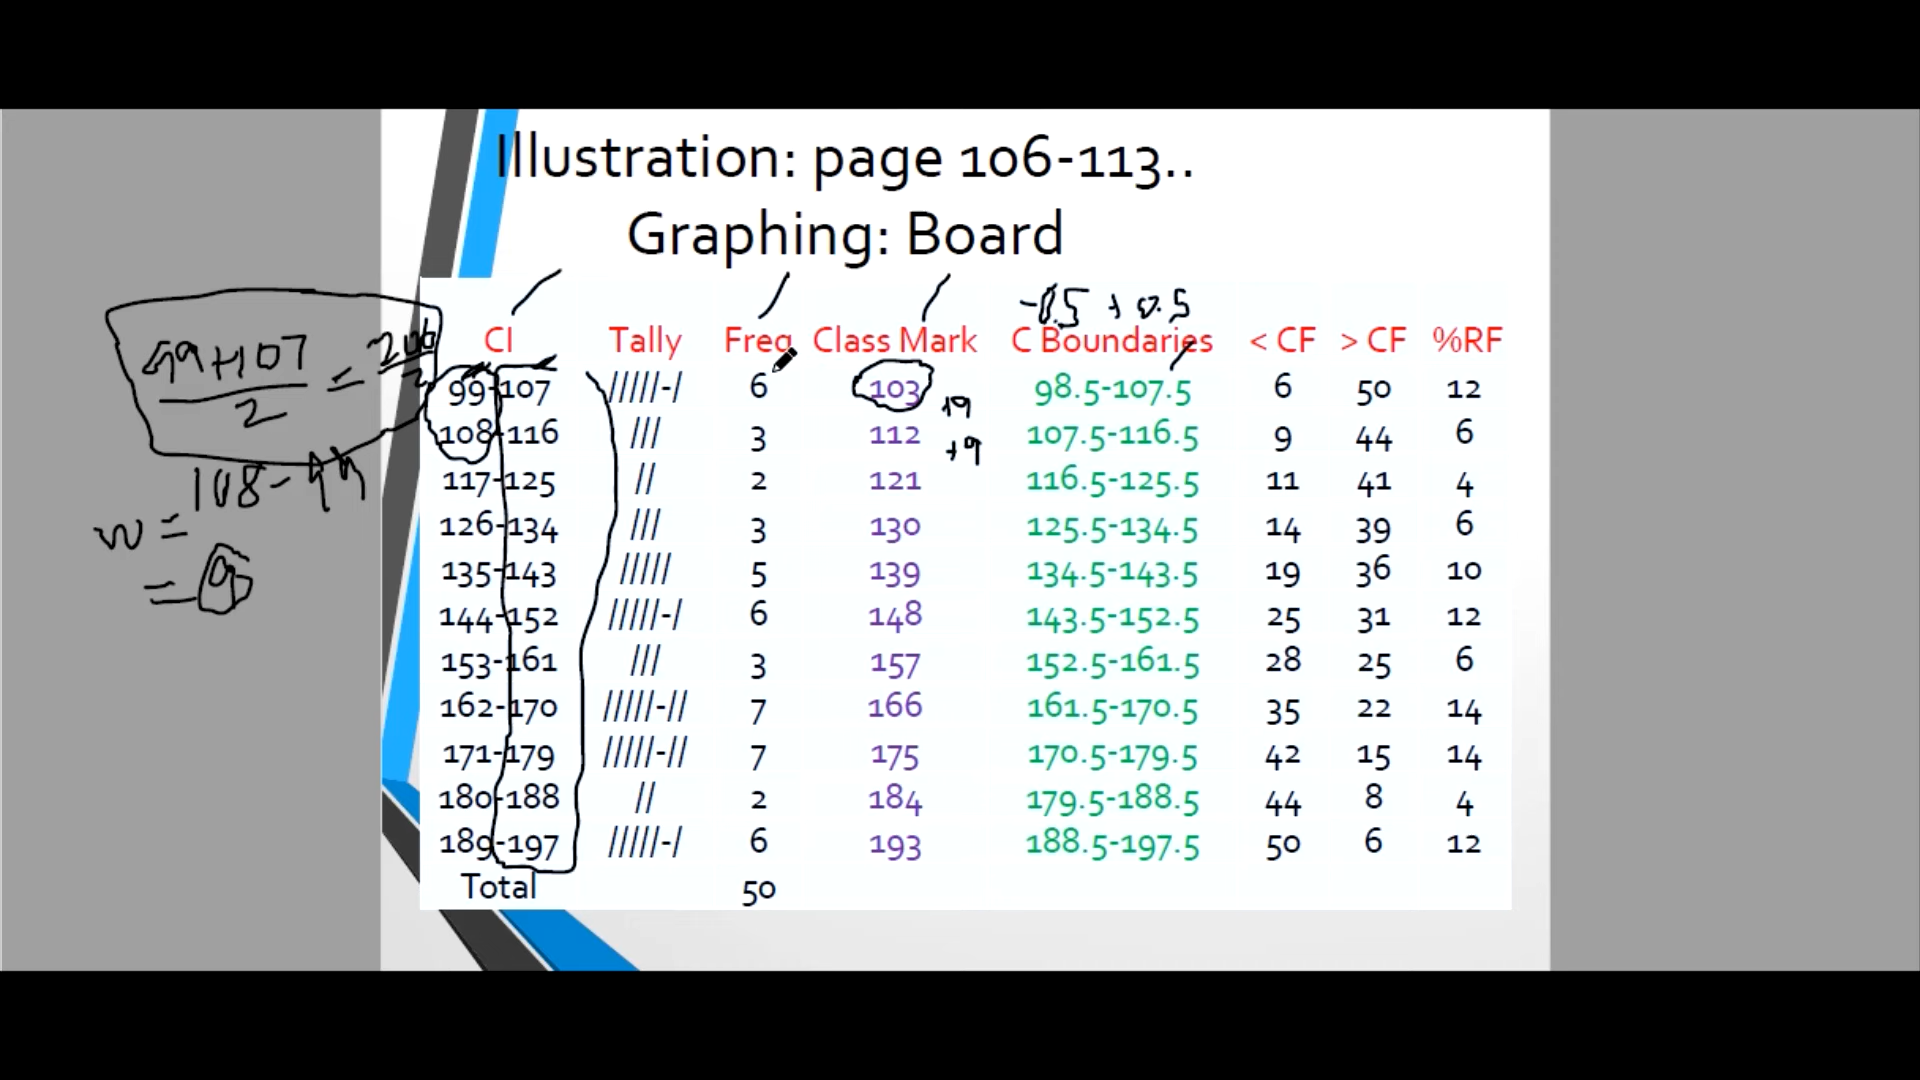 Illustration: page 106-113..
Graphing: Board
-0.5 + 0.5
CI Tally Freq Class Mark C Boundaries < CF > CF %RF
99-107 /////-/ 6 103 98.5-107.5 6 50 12
108-116 /// 3 112 107.5-116.5 9 44 6
117-125 // 2 121 116.5-125.5 11 41 4
126-134 /// 3 130 125.5-134.5 14 39 6
135-143 ///// 5 139 134.5-143.5 19 36 10
144-152 /////-/ 6 148 143.5-152.5 25 31 12
153-161 /// 3 157 152.5-161.5 28 25 6
162-170 /////-// 7 166 161.5-170.5 35 22 14
171-179 /////-// 7 175 170.5-179.5 42 15 14
180-188 // 2 184 179.5-188.5 44 8 4
189-197 /////-/ 6 193 188.5-197.5 50 6 12
Total 50
99+107 = 206
2 2
108-99
w =
= 9
+9
+9